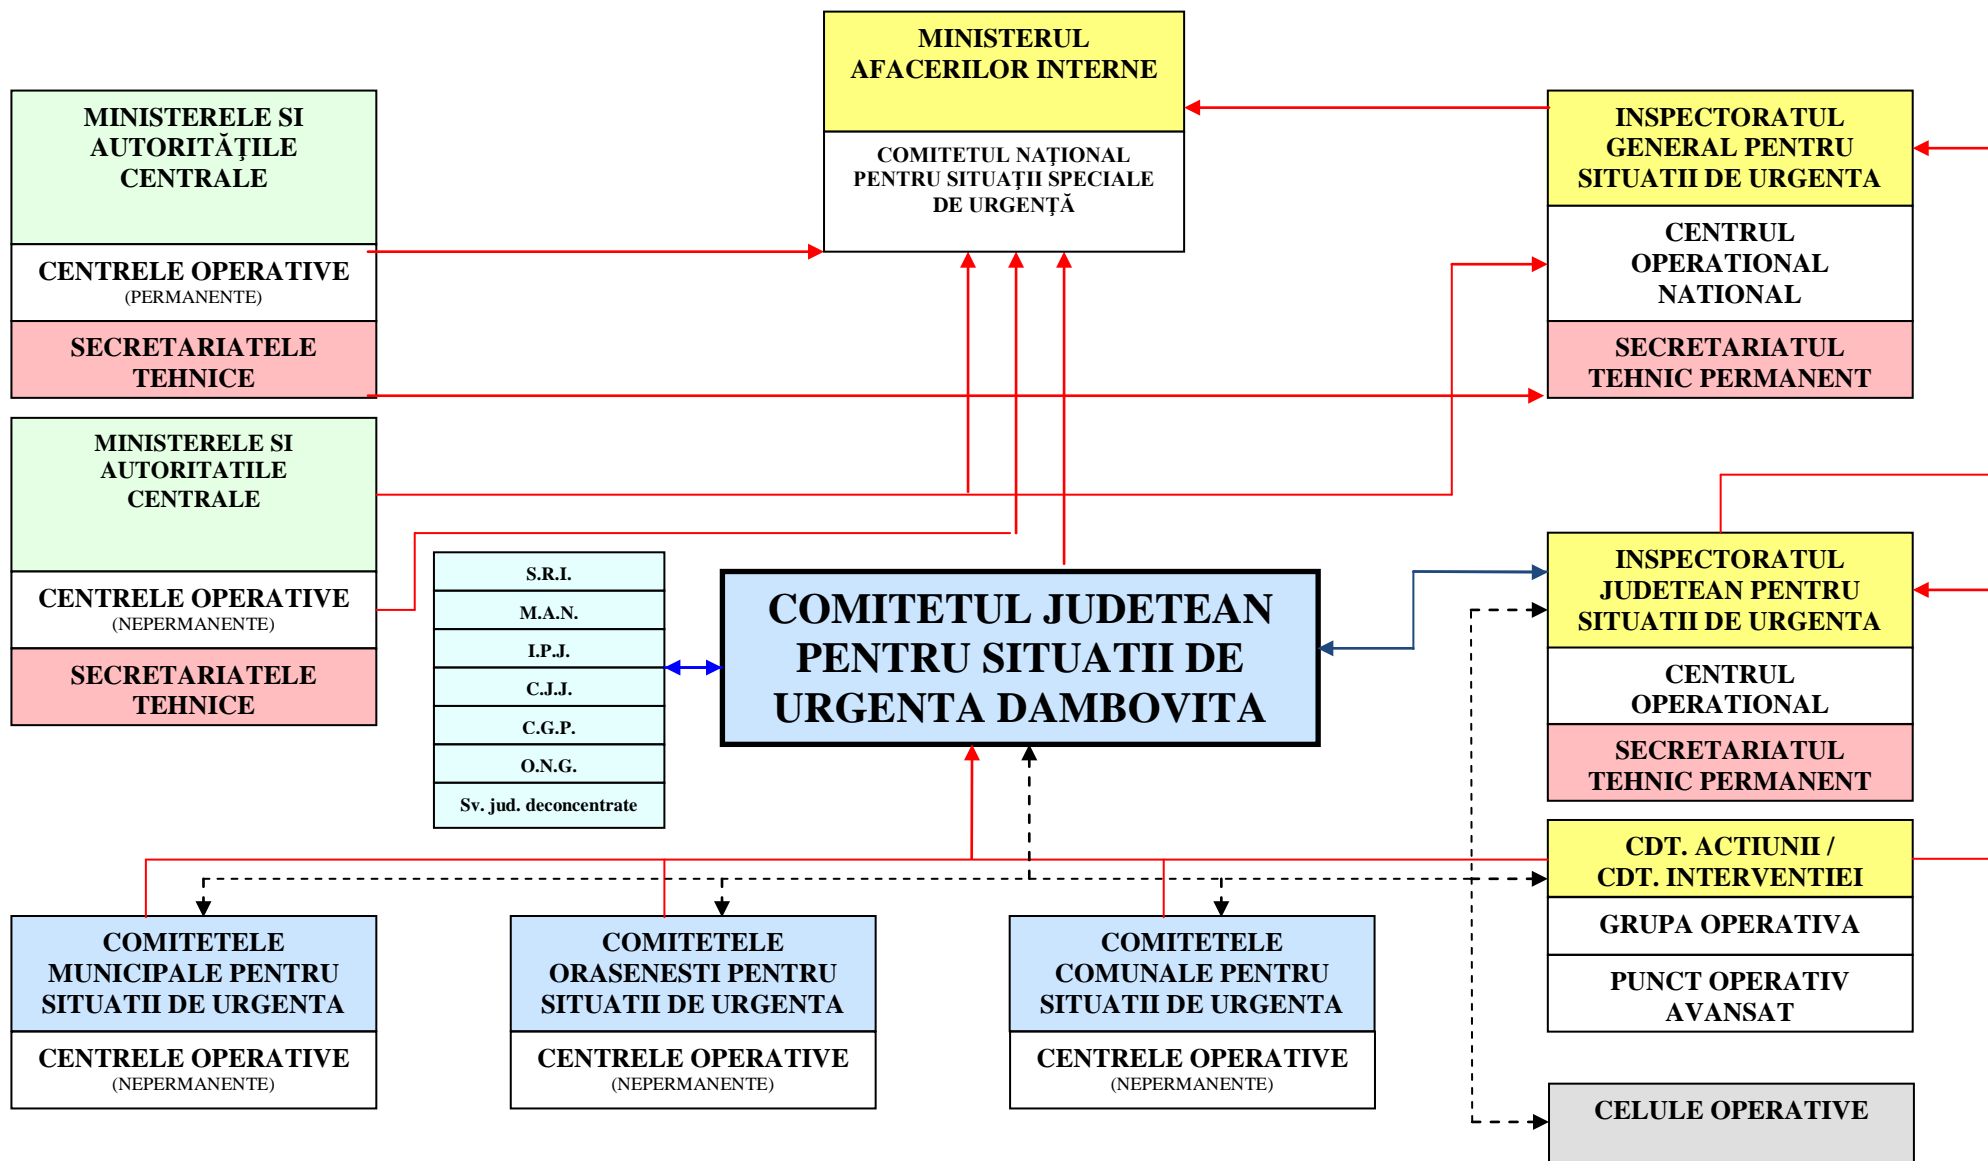 MINISTERUL
AFACERILOR INTERNE
COMITETUL NAŢIONAL
PENTRU SITUAŢII SPECIALE
DE URGENŢĂ
MINISTERELE SI
AUTORITĂŢILE
CENTRALE
CENTRELE OPERATIVE
(PERMANENTE)
SECRETARIATELE
TEHNICE
INSPECTORATUL
GENERAL PENTRU
SITUATII DE URGENTA
CENTRUL
OPERATIONAL
NATIONAL
SECRETARIATUL
TEHNIC PERMANENT
MINISTERELE SI
AUTORITATILE
CENTRALE
CENTRELE OPERATIVE
(NEPERMANENTE)
SECRETARIATELE
TEHNICE
S.R.I.
M.A.N.
I.P.J.
C.J.J.
C.G.P.
O.N.G.
Sv. jud. deconcentrate
COMITETUL JUDETEAN
PENTRU SITUATII DE
URGENTA DAMBOVITA
INSPECTORATUL
JUDETEAN PENTRU
SITUATII DE URGENTA
CENTRUL
OPERATIONAL
SECRETARIATUL
TEHNIC PERMANENT
CDT. ACTIUNII /
CDT. INTERVENTIEI
GRUPA OPERATIVA
PUNCT OPERATIV
AVANSAT
COMITETELE
MUNICIPALE PENTRU
SITUATII DE URGENTA
CENTRELE OPERATIVE
(NEPERMANENTE)
COMITETELE
ORASENESTI PENTRU
SITUATII DE URGENTA
CENTRELE OPERATIVE
(NEPERMANENTE)
COMITETELE
COMUNALE PENTRU
SITUATII DE URGENTA
CENTRELE OPERATIVE
(NEPERMANENTE)
CELULE OPERATIVE